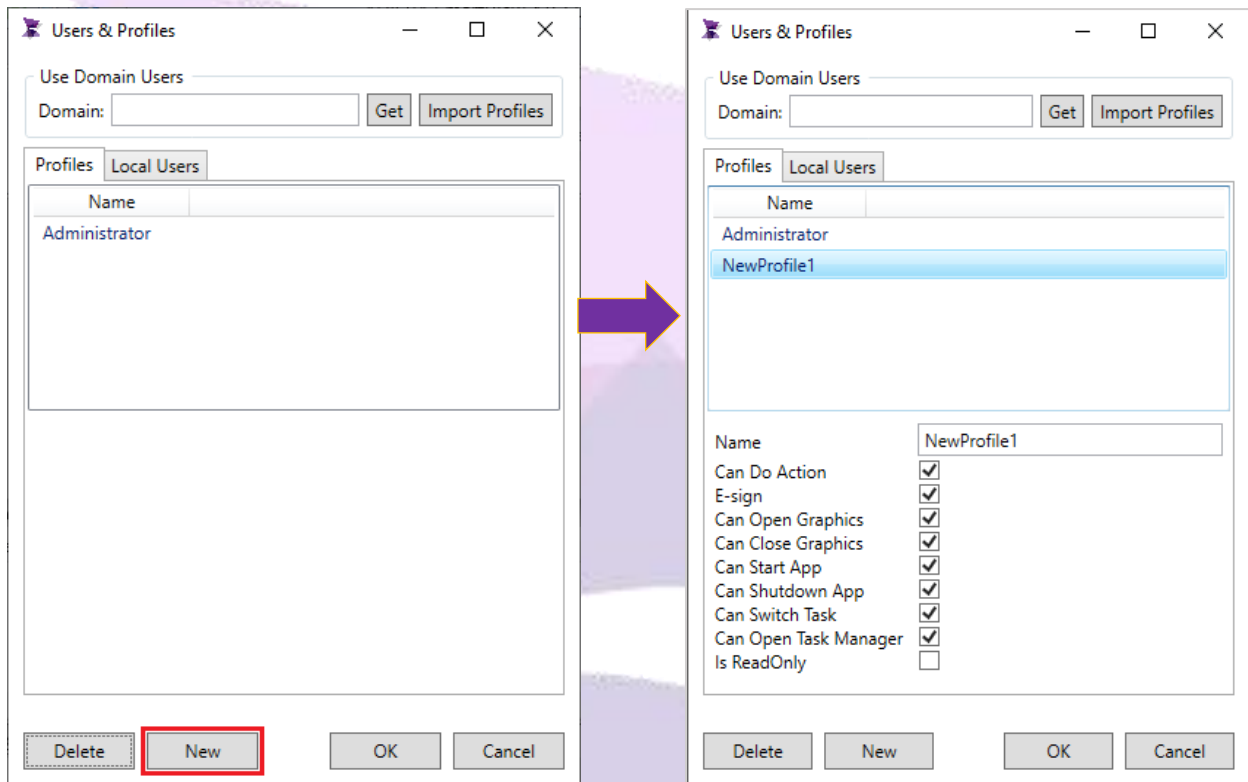 Users & Profiles
Use Domain Users
Domain: Get Import Profiles
Profiles Local Users
Name
Administrator
Delete New OK Cancel
Users & Profiles
Use Domain Users
Domain: Get Import Profiles
Profiles Local Users
Name
Administrator
NewProfile1
Name NewProfile1
Can Do Action
E-sign
Can Open Graphics
Can Close Graphics
Can Start App
Can Shutdown App
Can Switch Task
Can Open Task Manager
Is ReadOnly
Delete New OK Cancel